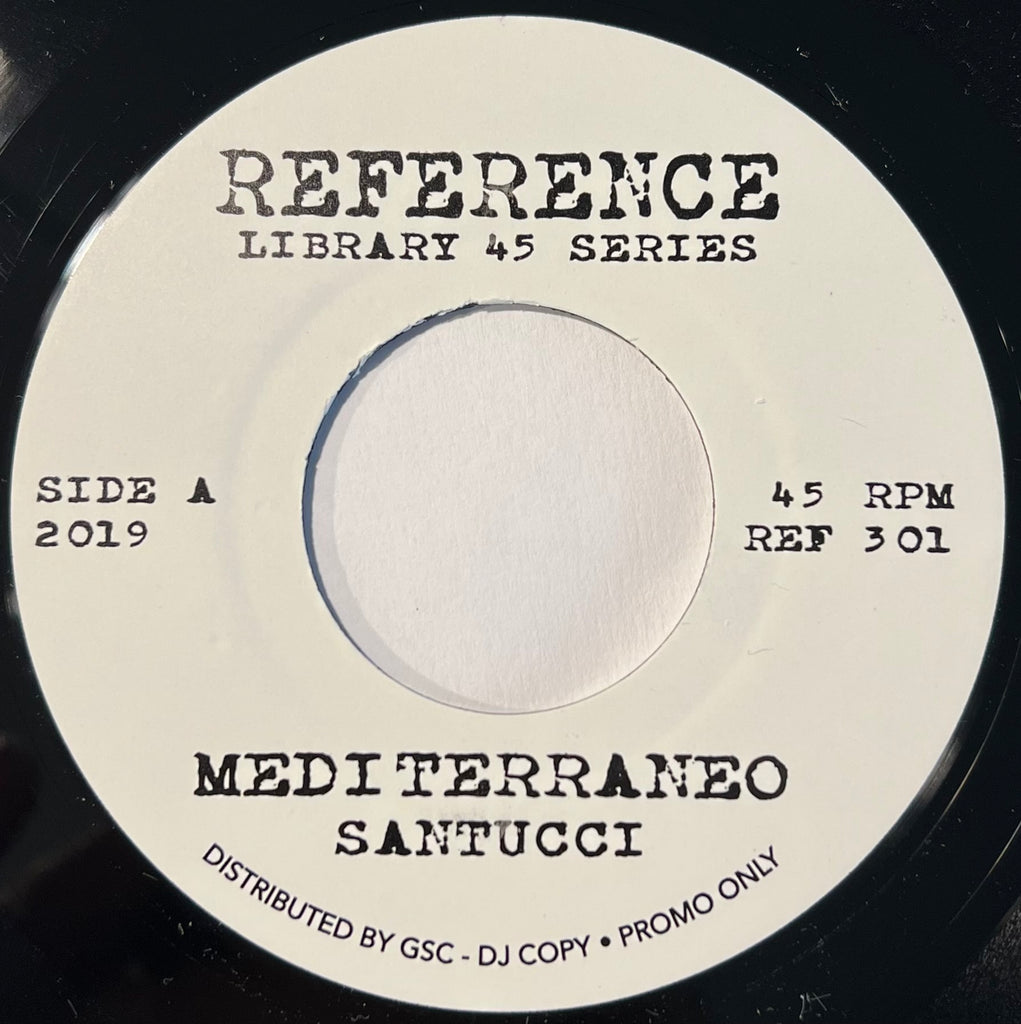 REFERENCE
LIBRARY 45 SERIES
SIDE A
2019
45 RPM
REF 301
MEDITERRANEO
SANTUCCI
DISTRIBUTED BY GSC - DJ COPY • PROMO ONLY